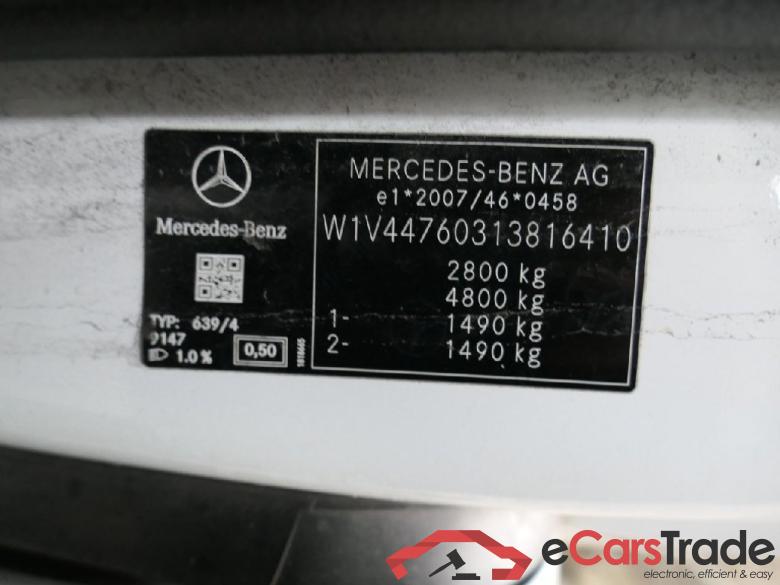 Mercedes-Benz
TYP: 639/4
9147
1.0 %
0,50
1816665
MERCEDES-BENZ AG
e1*2007/46*0458
W1V44760313816410
2800 kg
4800 kg
1- 1490 kg
2- 1490 kg
eCarsTrade
electronic, efficient & easy